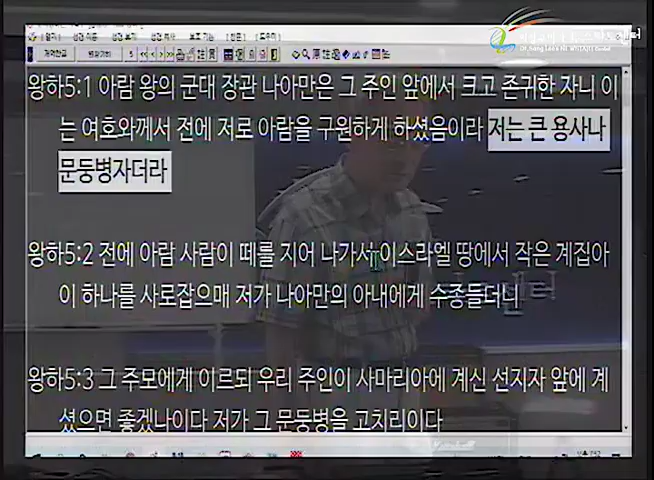 왕하5:1 아람 왕의 군대 장관 나아만은 그 주인 앞에서 크고 존귀한 자니 이
는 여호와께서 전에 저로 아람을 구원하게 하셨음이라 저는 큰 용사나
문둥병자더라
왕하5:2 전에 아람 사람이 떼를 지어 나가서 이스라엘 땅에서 작은 계집아
이 하나를 사로잡으매 저가 나아만의 아내에게 수종들더니
왕하5:3 그 주모에게 이르되 우리 주인이 사마리아에 계신 선지자 앞에 계
셨으면 좋겠나이다 저가 그 문둥병을 고치리이다